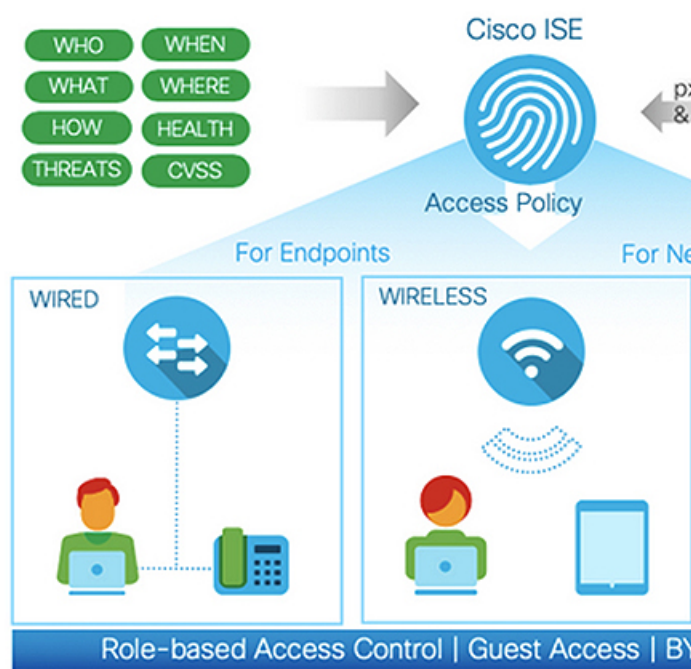 Cisco ISE
WHO WHEN
WHAT WHERE
HOW HEALTH
THREATS CVSS
&
Access Policy
For Endpoints
For
WIRED
WIRELESS
Role-based Access Control | Guest Access |